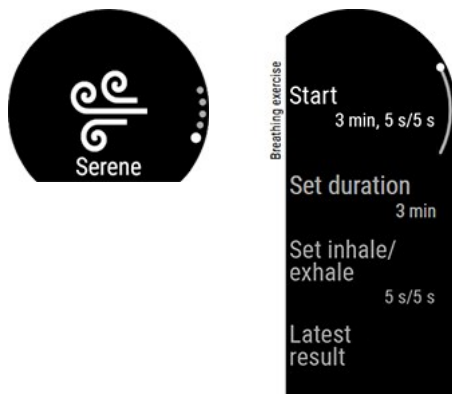 Serene
Breathing exercise
Start
3 min, 5 s/5 s
Set duration
3 min
Set inhale/
exhale
5 s/5 s
Latest
result